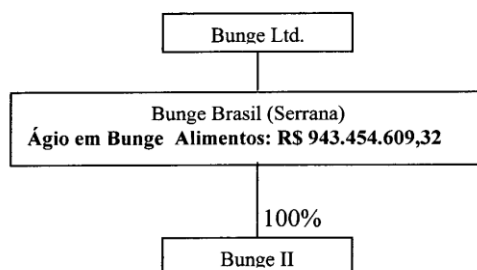 Bunge Ltd.
Bunge Brasil (Serrana)
Ágio em Bunge Alimentos: R$ 943.454.609,32
100%
Bunge II